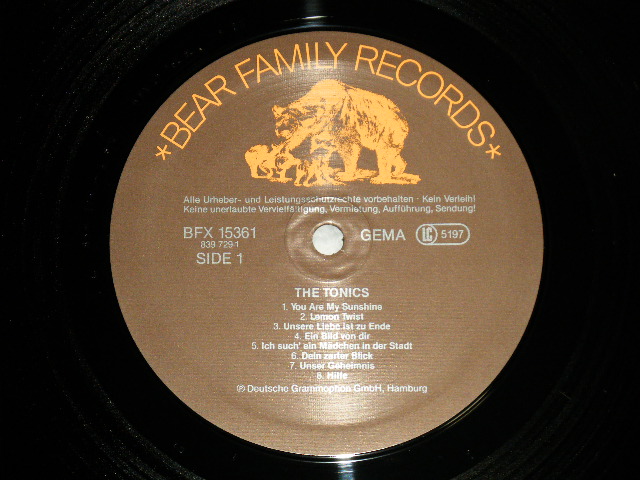 *BEAR FAMILY RECORDS*
Alle Urheber- und Leistungsschutzrechte vorbehalten · Kein Verleih!
Keine unerlaubte Vervielfältigung, Vermietung, Aufführung, Sendung!
BFX 15361 GEMA LC 5197
839 729-1
SIDE 1
THE TONICS
1. You Are My Sunshine
2. Lemon Twist
3. Unsere Liebe ist zu Ende
4. Ein Bild von dir
5. Ich such' ein Mädchen in der Stadt
6. Dein zarter Blick
7. Unser Geheimnis
8. Hilfe
℗ Deutsche Grammophon GmbH, Hamburg